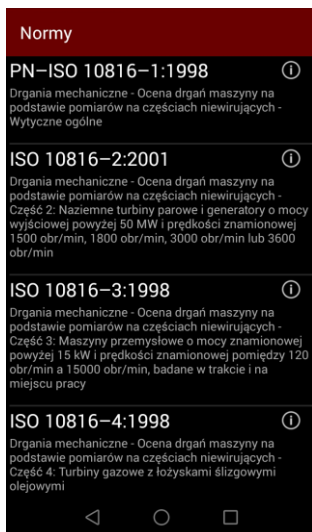 Normy
PN–ISO 10816–1:1998
Drgania mechaniczne - Ocena drgań maszyny na
podstawie pomiarów na częściach niewirujących -
Wytyczne ogólne
ISO 10816–2:2001
Drgania mechaniczne - Ocena drgań maszyny na
podstawie pomiarów na częściach niewirujących -
Część 2: Naziemne turbiny parowe i generatory o mocy
wyjściowej powyżej 50 MW i prędkości znamionowej
1500 obr/min, 1800 obr/min, 3000 obr/min lub 3600
obr/min
ISO 10816–3:1998
Drgania mechaniczne - Ocena drgań maszyny na
podstawie pomiarów na częściach niewirujących -
Część 3: Maszyny przemysłowe o mocy znamionowej
powyżej 15 kW i prędkości znamionowej pomiędzy 120
obr/min a 15000 obr/min, badane w trakcie i na
miejscu pracy
ISO 10816–4:1998
Drgania mechaniczne - Ocena drgań maszyny na
podstawie pomiarów na częściach niewirujących -
Część 4: Turbiny gazowe z łożyskami ślizgowymi
olejowymi